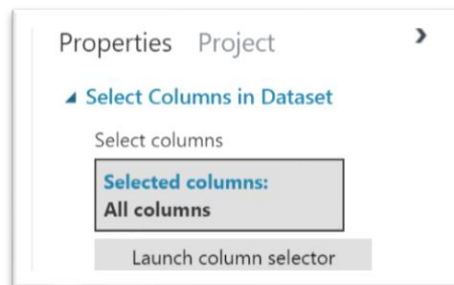 Properties Project
Select Columns in Dataset
Select columns
Selected columns:
All columns
Launch column selector